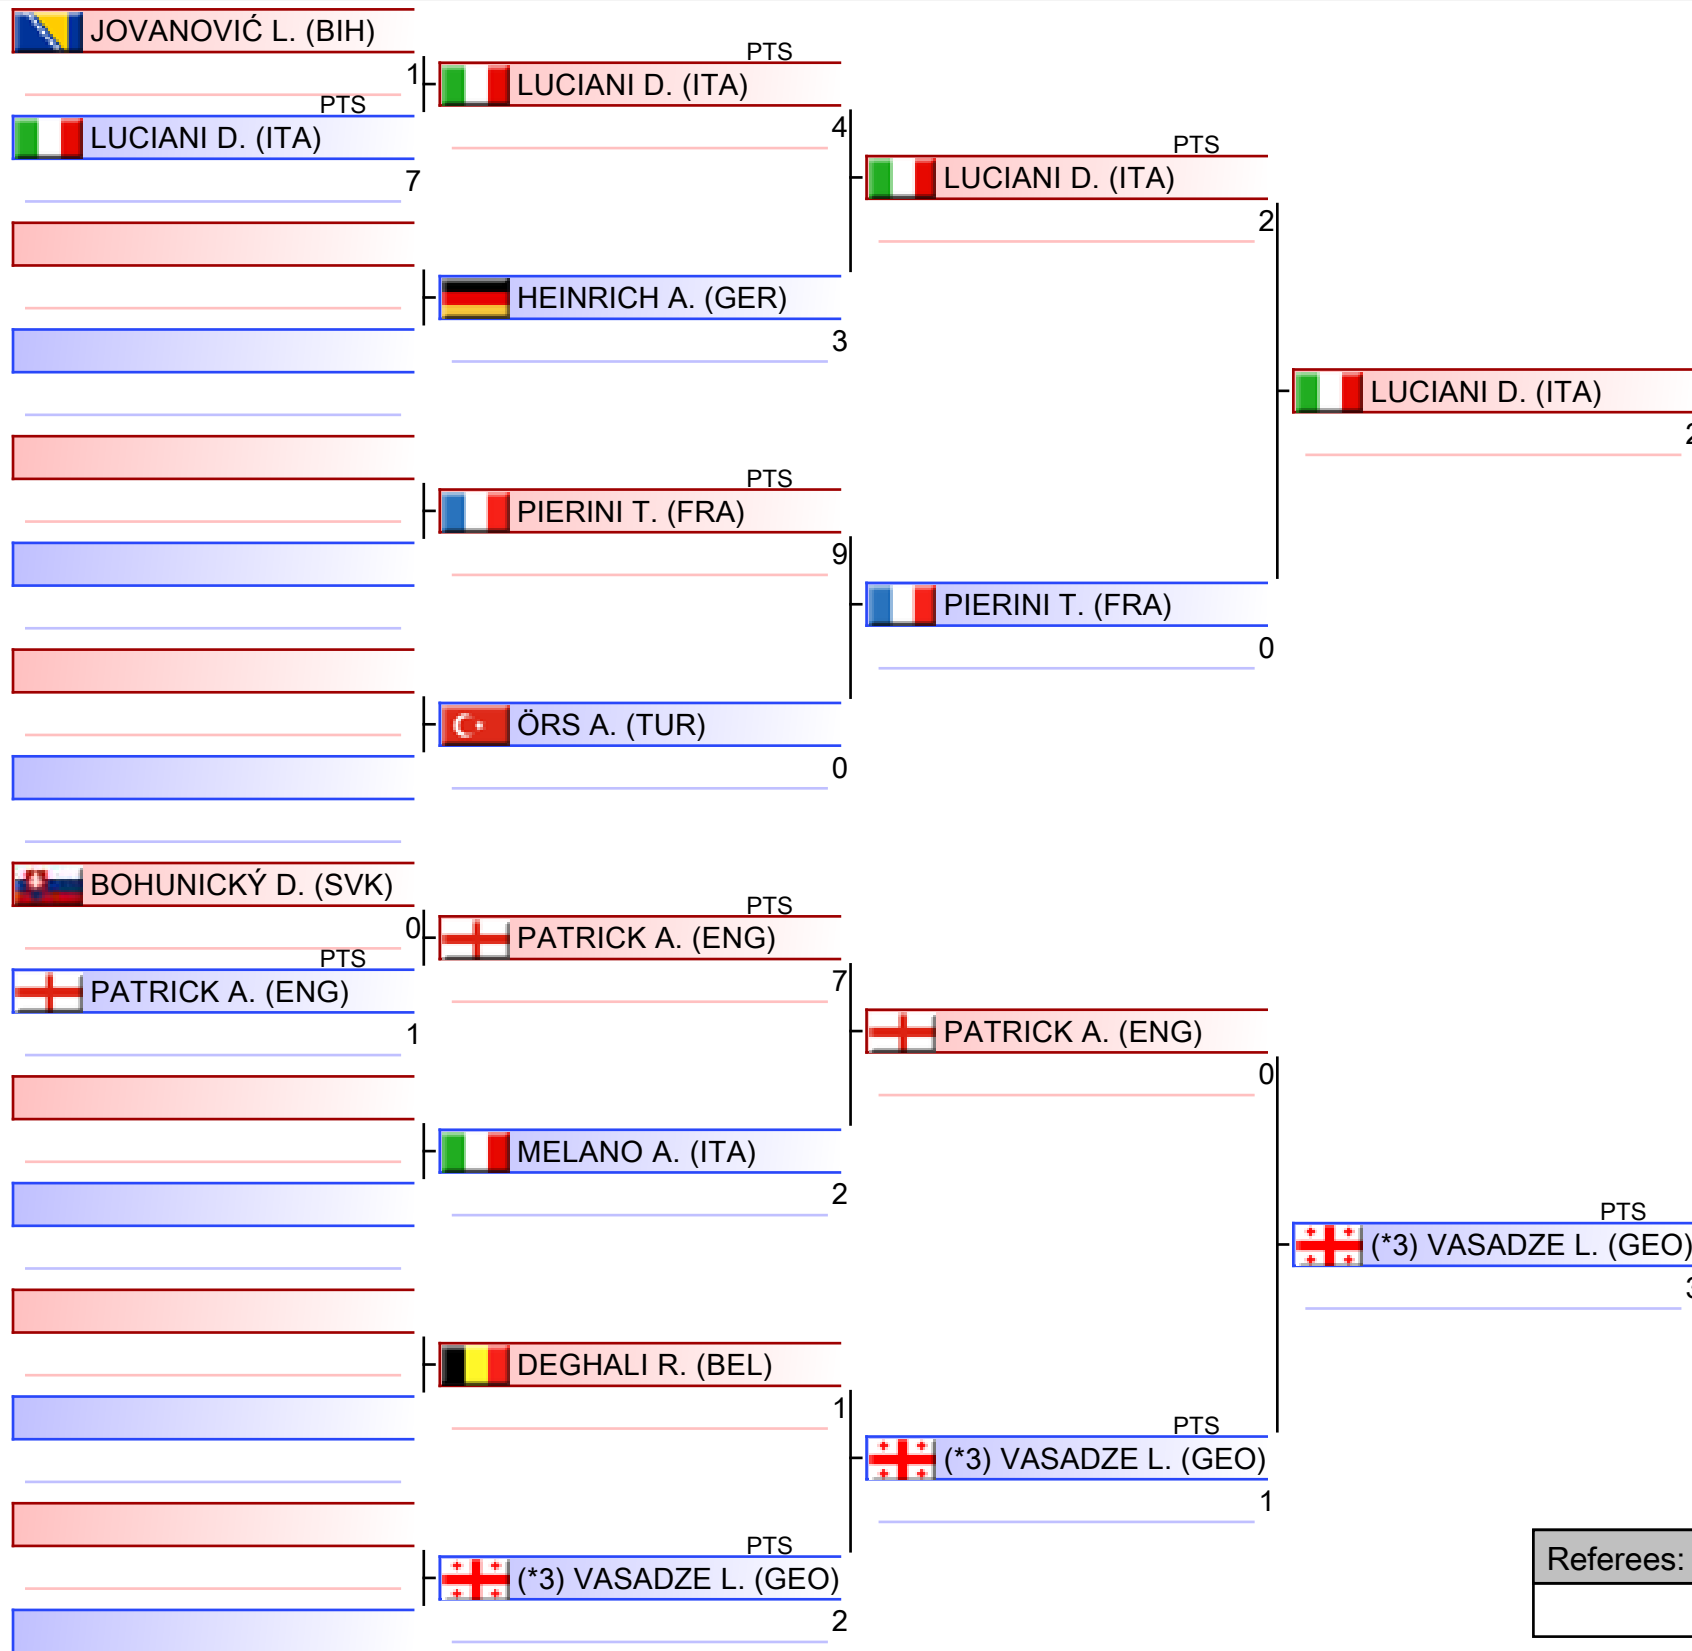 JOVANOVIĆ L. (BIH)
1
PTS
LUCIANI D. (ITA)
7
BOHUNICKÝ D. (SVK)
0
PTS
PATRICK A. (ENG)
1
PTS
LUCIANI D. (ITA)
4
HEINRICH A. (GER)
3
PTS
PIERINI T. (FRA)
9
ÖRS A. (TUR)
0
PTS
PATRICK A. (ENG)
7
MELANO A. (ITA)
2
DEGHALI R. (BEL)
1
PTS
(*3) VASADZE L. (GEO)
2
PTS
LUCIANI D. (ITA)
2
PIERINI T. (FRA)
0
PATRICK A. (ENG)
0
PTS
(*3) VASADZE L. (GEO)
1
LUCIANI D. (ITA)
2
PTS
(*3) VASADZE L. (GEO)
3
Referees: